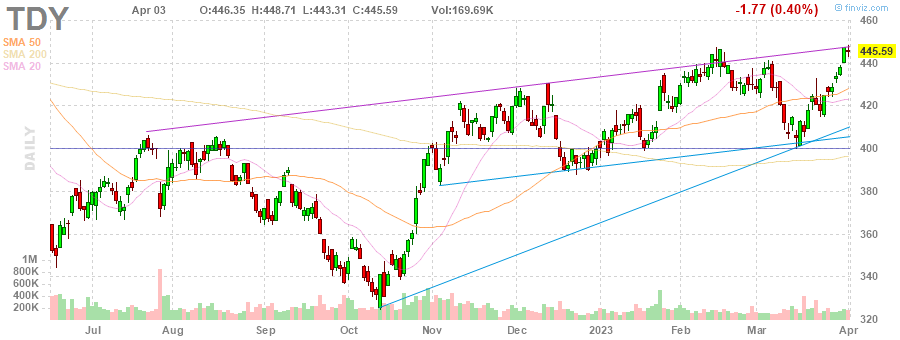 TDY Apr 03 O:446.35 H:448.71 L:443.31 C:445.59 Vol:169.69K -1.77 (0.40%) finviz.com
460
SMA 50
SMA 200
SMA 20
445.59
440
420
DAILY
400
380
360
1M
800K
600K
400K
200K
340
320
Jul Aug Sep Oct Nov Dec 2023 Feb Mar Apr